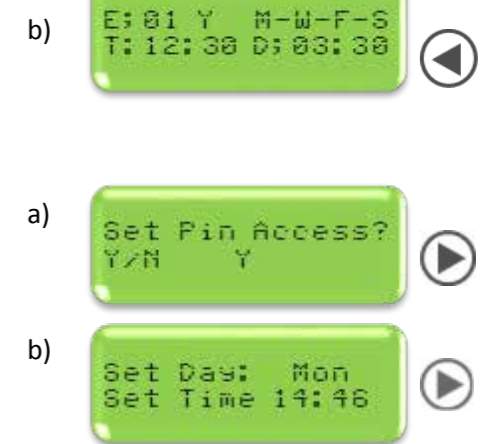 b)
E;01 Y M-W-F-S
T:12:30 D;03:30
a)
Set Pin Access?
Y/N Y
b)
Set Day: Mon
Set Time 14:46